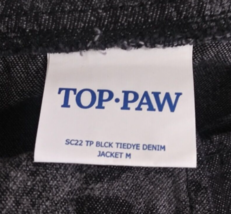 TOP•PAW
SC22 TP BLCK TIEDYE DENIM
JACKET M